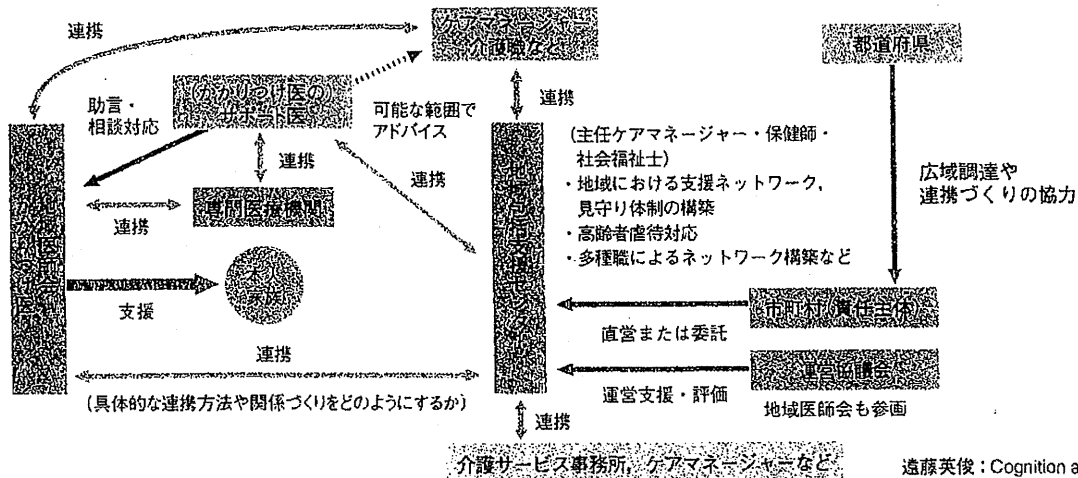 連携
ケアマネージャー
介護職など
都道府県
助言・
相談対応
(かかりつけ医の)
サポート医
可能な範囲で
アドバイス
連携
連携
連携
(主任ケアマネージャー・保健師・
社会福祉士)
・地域における支援ネットワーク,
見守り体制の構築
・高齢者虐待対応
・多種職によるネットワーク構築など
広域調達や
連携づくりの協力
連携
専門医療機関
地域包括支援センター
本人
家族
支援
市町村(責任主体)
直営または委託
連携
運営協議会
(具体的な連携方法や関係づくりをどのようにするか)
運営支援・評価
地域医師会も参画
連携
介護サービス事務所, ケアマネージャーなど
遠藤英俊：Cognition a